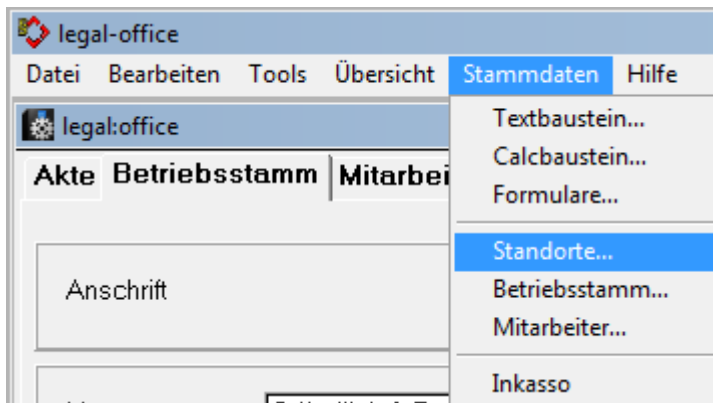 legal-office
Datei Bearbeiten Tools Übersicht Stammdaten Hilfe
legal:office
Akte Betriebsstamm
Anschrift
Textbaustein...
Calcbaustein...
Formulare...
Standorte...
Betriebsstamm...
Mitarbeiter...
Inkasso